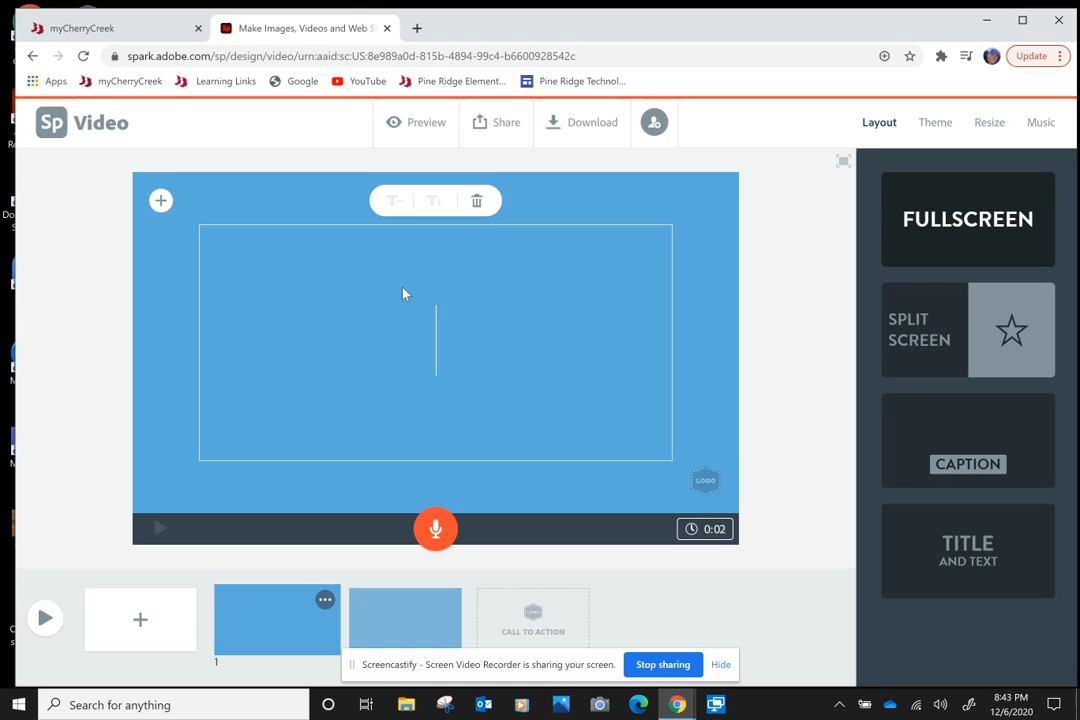 myCherryCreek
Sp
Make Images, Videos and Web S
spark.adobe.com/sp/design/video/urn:aaid:sc:US:8e989a0d-815b-4894-99c4-b6600928542c
Update
Apps
myCherryCreek
Learning Links
Google
YouTube
Pine Ridge Element...
Pine Ridge Technol...
Sp Video
Preview
Share
Download
Layout
Theme
Resize
Music
T-
T+
LOGO
0:02
FULLSCREEN
SPLIT
SCREEN
CAPTION
TITLE
AND TEXT
1
LOGO
CALL TO ACTION
Screencastify - Screen Video Recorder is sharing your screen.
Stop sharing
Hide
Search for anything
8:43 PM
12/6/2020